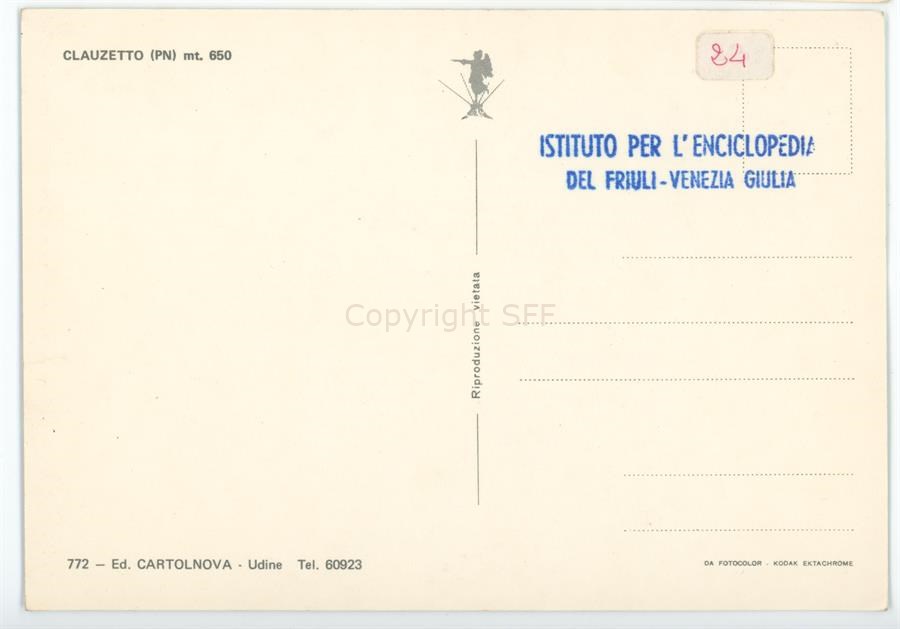 CLAUZETTO (PN) mt. 650
24
ISTITUTO PER L'ENCICLOPEDIA
DEL FRIULI-VENEZIA GIULIA
Riproduzione vietata
Copyright SFF
772 — Ed. CARTOLNOVA - Udine Tel. 60923
DA FOTOCOLOR - KODAK EKTACHROME